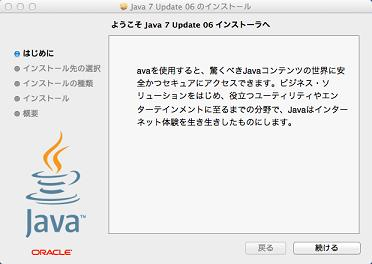 Java 7 Update 06 のインストール
ようこそ Java 7 Update 06 インストーラへ
はじめに
インストール先の選択
インストールの種類
インストール
概要
avaを使用すると、驚くべきJavaコンテンツの世界に安
全かつセキュアにアクセスできます。ビジネス・ソ
リューションをはじめ、役立つユーティリティやエン
ターテインメントに至るまでの分野で、Javaはインター
ネット体験を生き生きしたものにします。
Java™
ORACLE
戻る
続ける